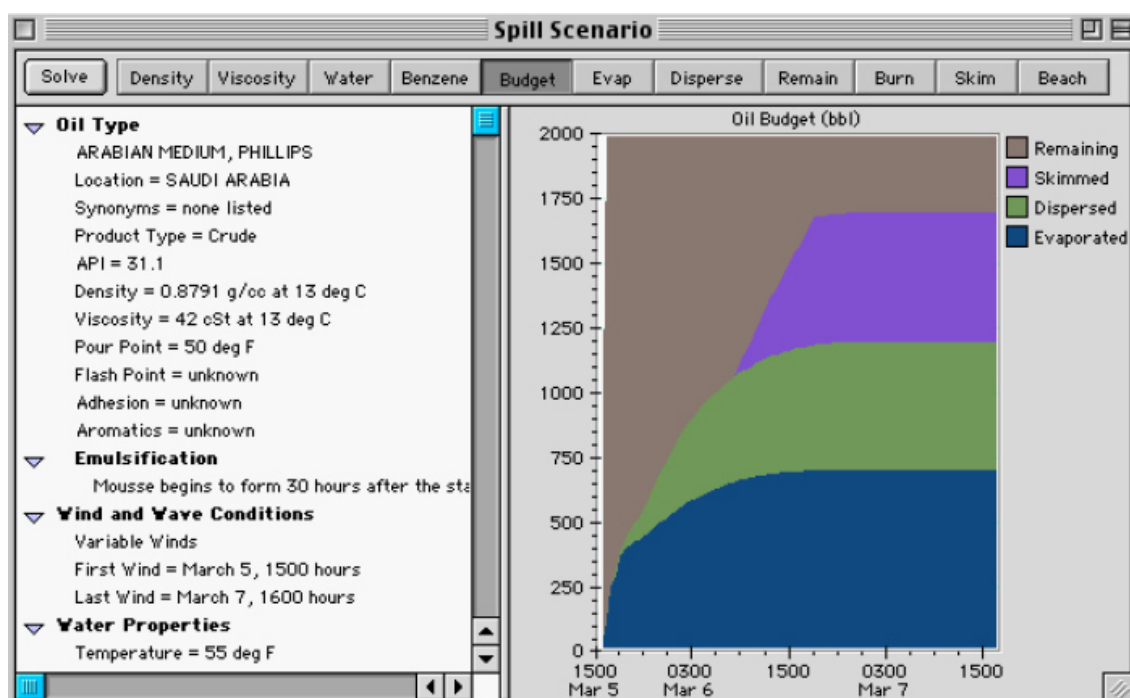 Spill Scenario
Solve Density Viscosity Water Benzene Budget Evap Disperse Remain Burn Skim Beach
Oil Type
ARABIAN MEDIUM, PHILLIPS
Location = SAUDI ARABIA
Synonyms = none listed
Product Type = Crude
API = 31.1
Density = 0.8791 g/cc at 13 deg C
Viscosity = 42 cSt at 13 deg C
Pour Point = 50 deg F
Flash Point = unknown
Adhesion = unknown
Aromatics = unknown
Emulsification
Mousse begins to form 30 hours after the sta
Wind and Wave Conditions
Variable Winds
First Wind = March 5, 1500 hours
Last Wind = March 7, 1600 hours
Water Properties
Temperature = 55 deg F
Oil Budget (bbl)
2000
1750
1500
1250
1000
750
500
250
0
1500 0300 1500 0300 1500
Mar 5 Mar 6 Mar 7
Remaining
Skimmed
Dispersed
Evaporated